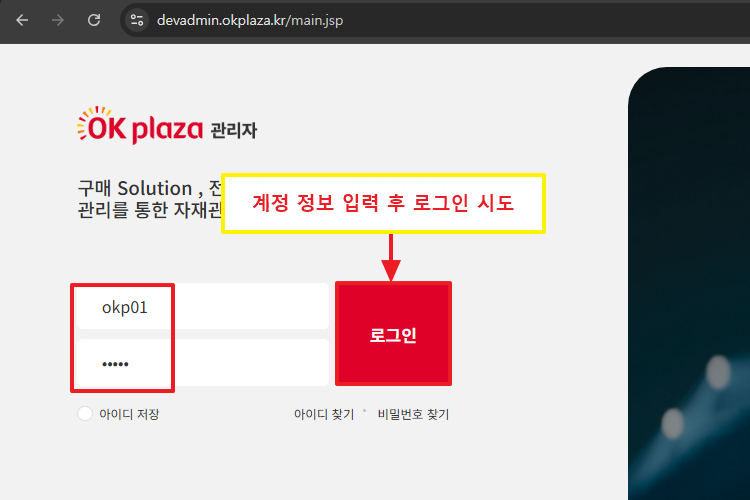 devadmin.okplaza.kr/main.jsp
OK plaza 관리자
구매 Solution , 전
관리를 통한 자재관
계정 정보 입력 후 로그인 시도
okp01
•••••
로그인
아이디 저장
아이디 찾기 * 비밀번호 찾기